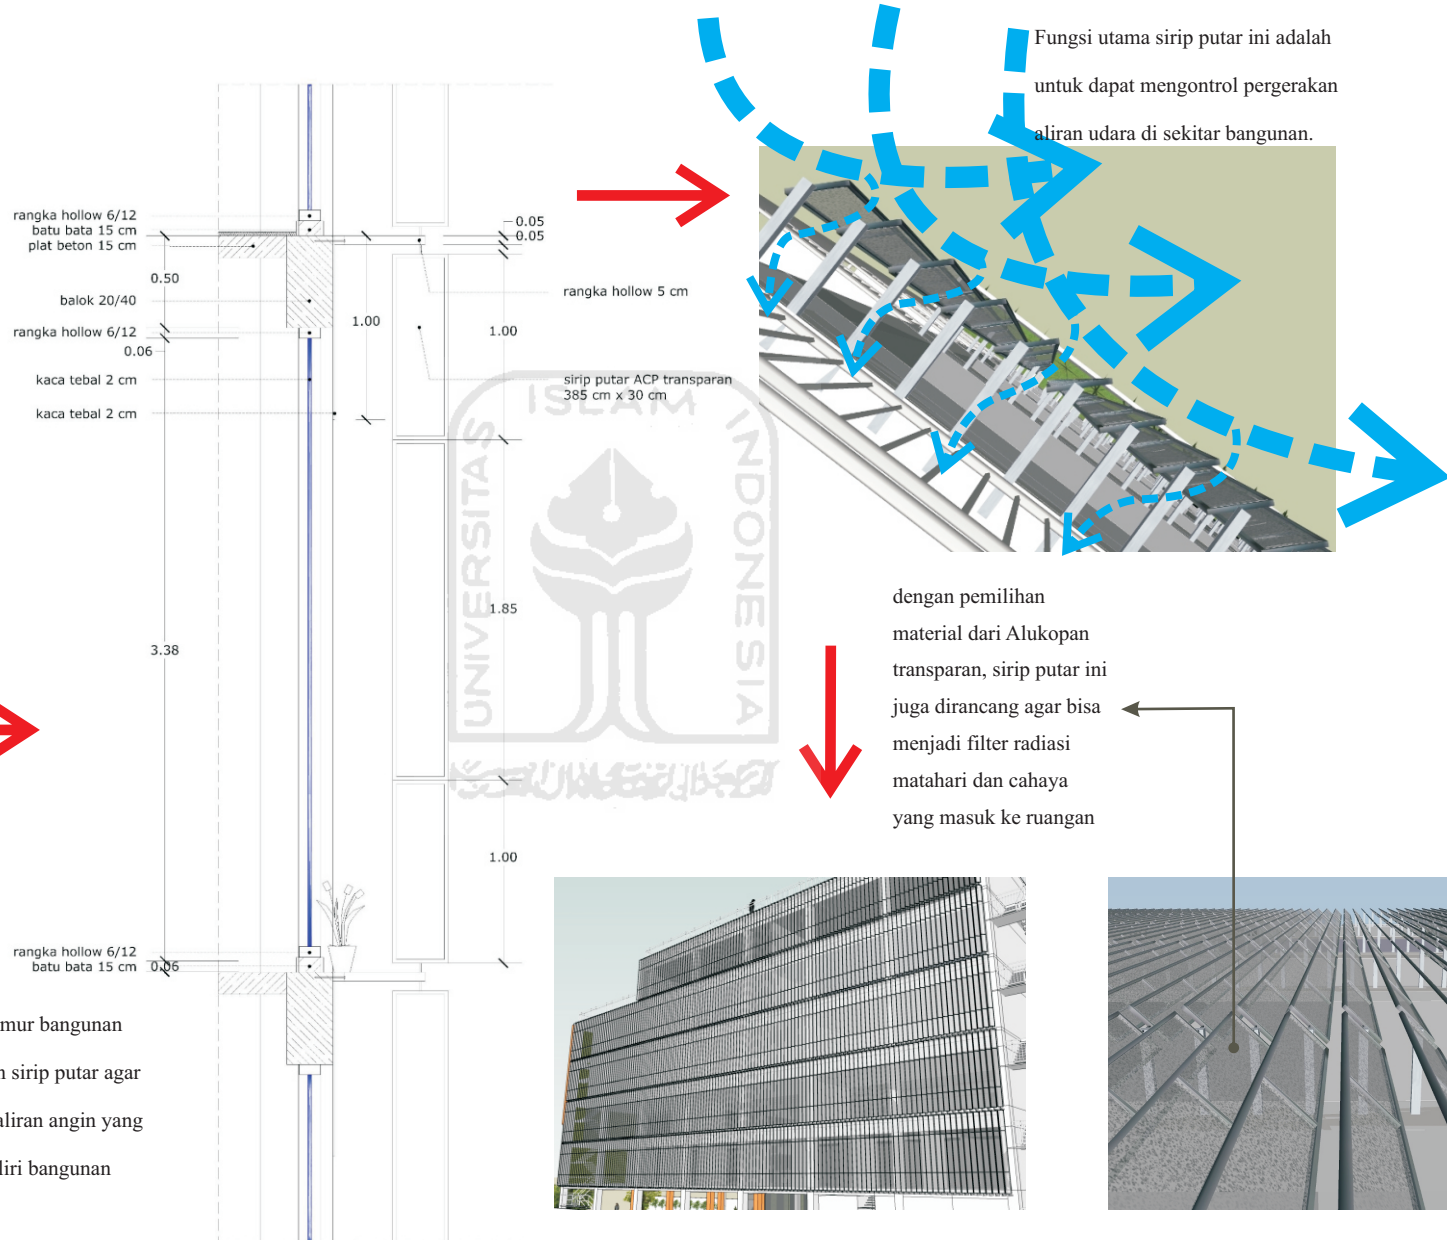 Fungsi utama sirip putar ini adalah
untuk dapat mengontrol pergerakan
aliran udara di sekitar bangunan.
rangka hollow 6/12
batu bata 15 cm
plat beton 15 cm
0.50
balok 20/40
rangka hollow 6/12
0.06
kaca tebal 2 cm
kaca tebal 2 cm
3.38
rangka hollow 6/12
batu bata 15 cm
0.06
1.00
0.05
0.05
rangka hollow 5 cm
1.00
sirip putar ACP transparan
385 cm x 30 cm
1.85
1.00
UNIVERSITAS
ISLAM
INDONESIA
dengan pemilihan
material dari Alukopan
transparan, sirip putar ini
juga dirancang agar bisa
menjadi filter radiasi
matahari dan cahaya
yang masuk ke ruangan
mur bangunan
n sirip putar agar
aliran angin yang
liri bangunan